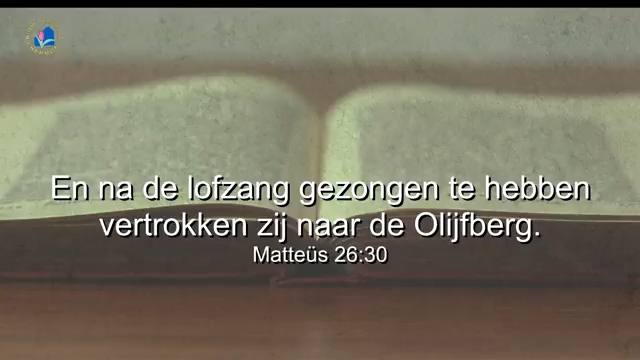 En na de lofzang gezongen te hebben
vertrokken zij naar de Olijfberg.
Matteüs 26:30